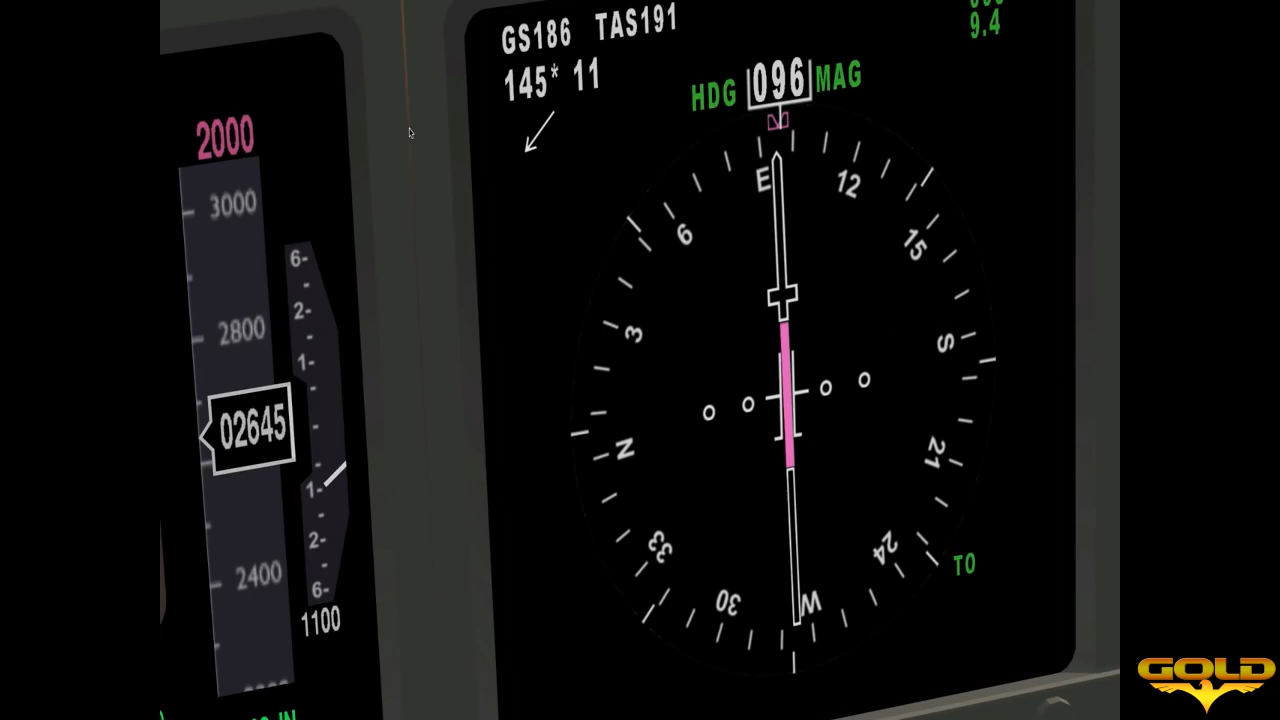 GS186 TAS191
145* 11
9.4
HDG 096 MAG
2000
3000
2800
02645
2400
6-
2-
1-
1-
2-
6-
1100
IN
E
12
15
S
21
24
W
30
33
N
3
6
TO
GOLD